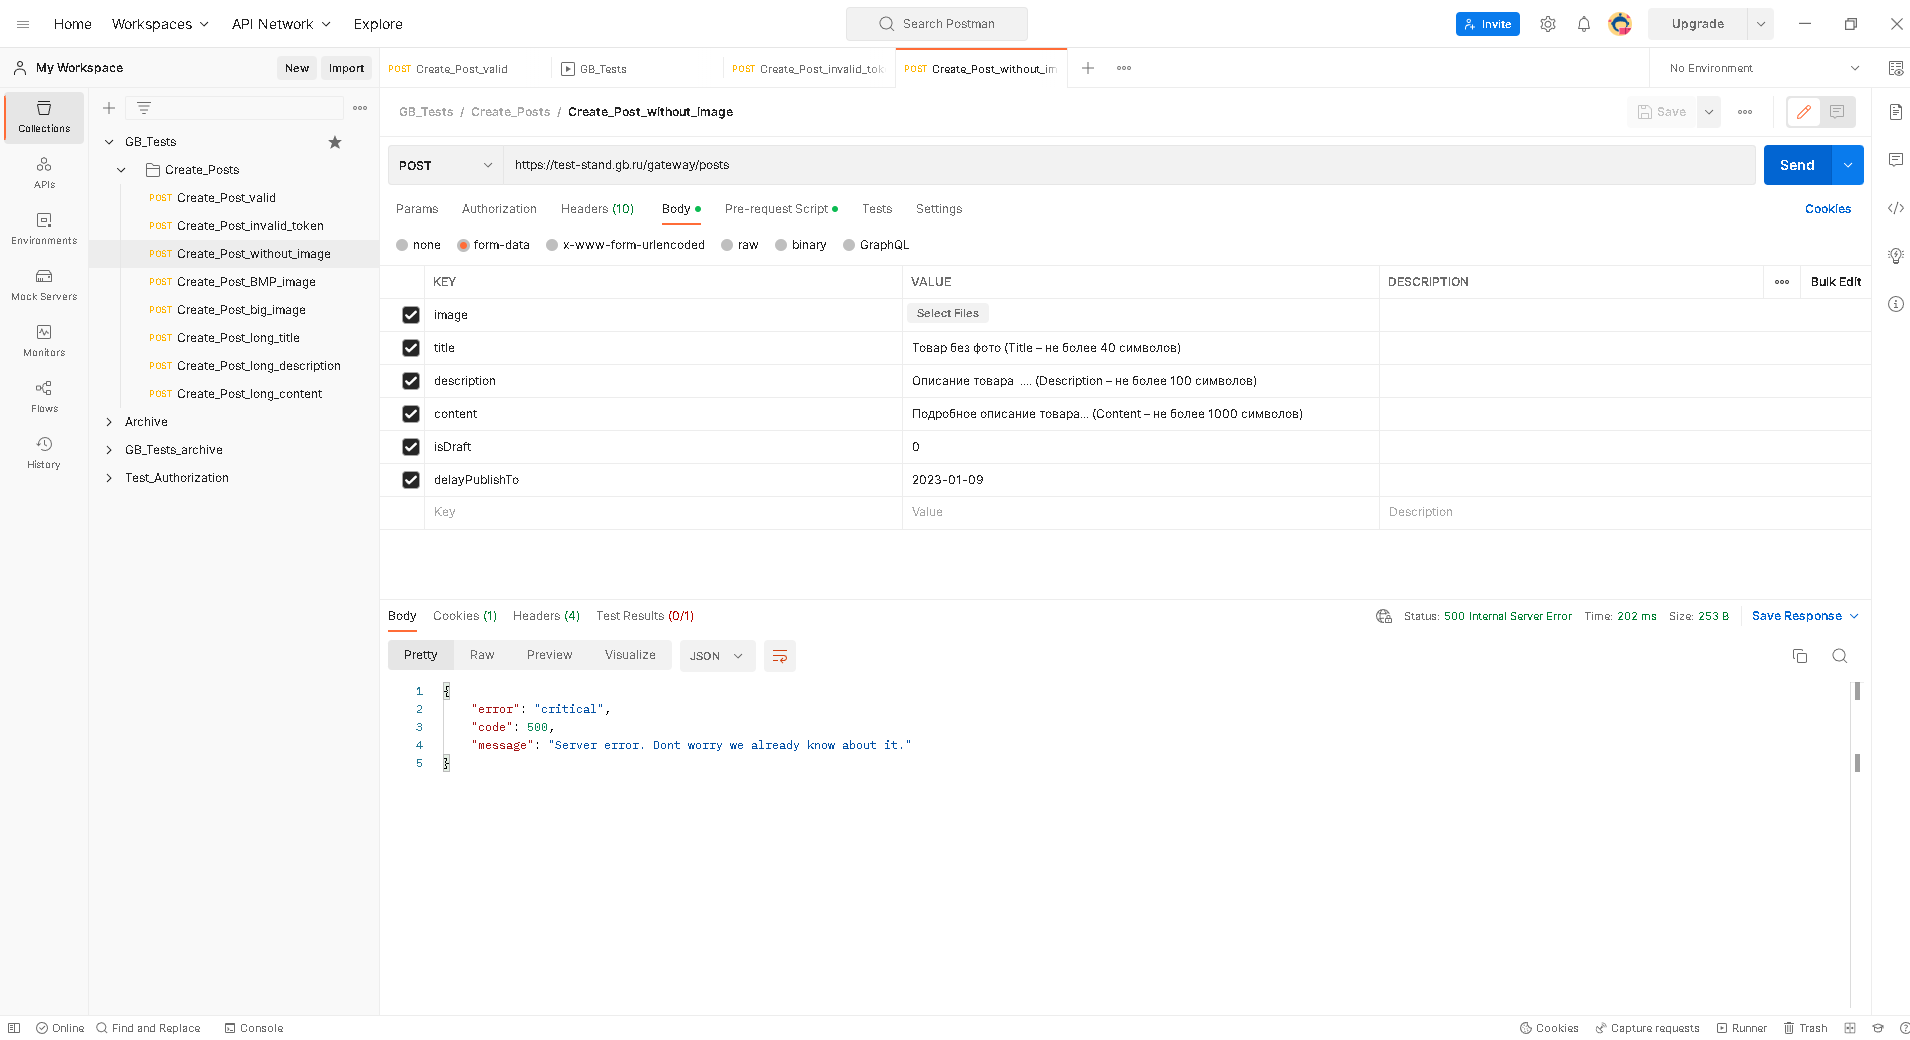 Home Workspaces API Network Explore Search Postman Invite Upgrade
My Workspace New Import POST Create_Post_valid GB_Tests POST Create_Post_invalid_tok POST Create_Post_without_im No Environment
Collections
APIs
Environments
Mock Servers
Monitors
Flows
History
GB_Tests
Create_Posts
POST Create_Post_valid
POST Create_Post_invalid_token
POST Create_Post_without_image
POST Create_Post_BMP_image
POST Create_Post_big_image
POST Create_Post_long_title
POST Create_Post_long_description
POST Create_Post_long_content
Archive
GB_Tests_archive
Test_Authorization
GB_Tests / Create_Posts / Create_Post_without_image Save
POST https://test-stand.gb.ru/gateway/posts Send
Params Authorization Headers (10) Body Pre-request Script Tests Settings Cookies
none form-data x-www-form-urlencoded raw binary GraphQL
KEY VALUE DESCRIPTION Bulk Edit
image Select Files
title Товар без фото (Title – не более 40 символов)
description Описание товара .... (Description – не более 100 символов)
content Подробное описание товара... (Content – не более 1000 символов)
isDraft 0
delayPublishTo 2023-01-09
Key Value Description
Body Cookies (1) Headers (4) Test Results (0/1) Status: 500 Internal Server Error Time: 202 ms Size: 253 B Save Response
Pretty Raw Preview Visualize JSON
1 {
2 "error": "critical",
3 "code": 500,
4 "message": "Server error. Dont worry we already know about it."
5 }
Online Find and Replace Console Cookies Capture requests Runner Trash